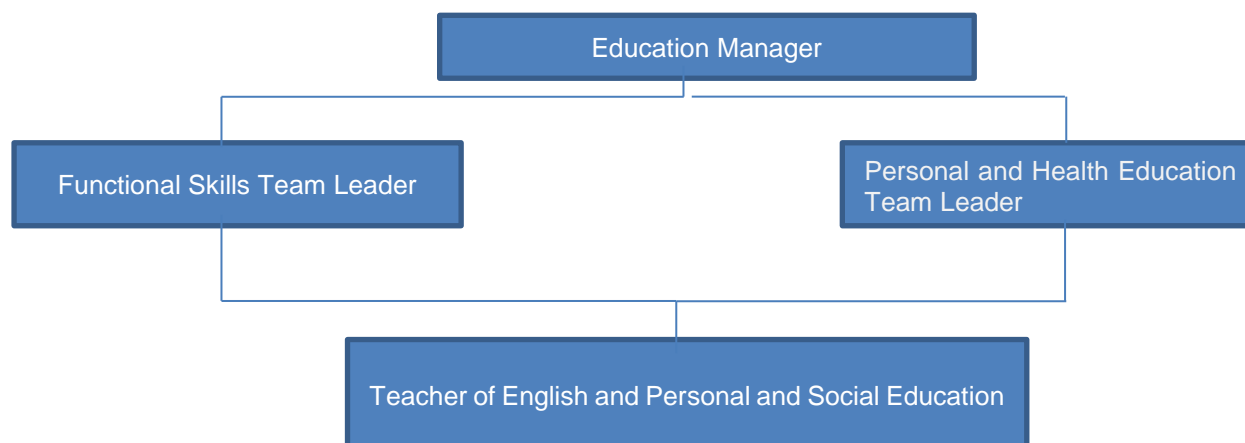 Education Manager
Functional Skills Team Leader
Personal and Health Education
Team Leader
Teacher of English and Personal and Social Education